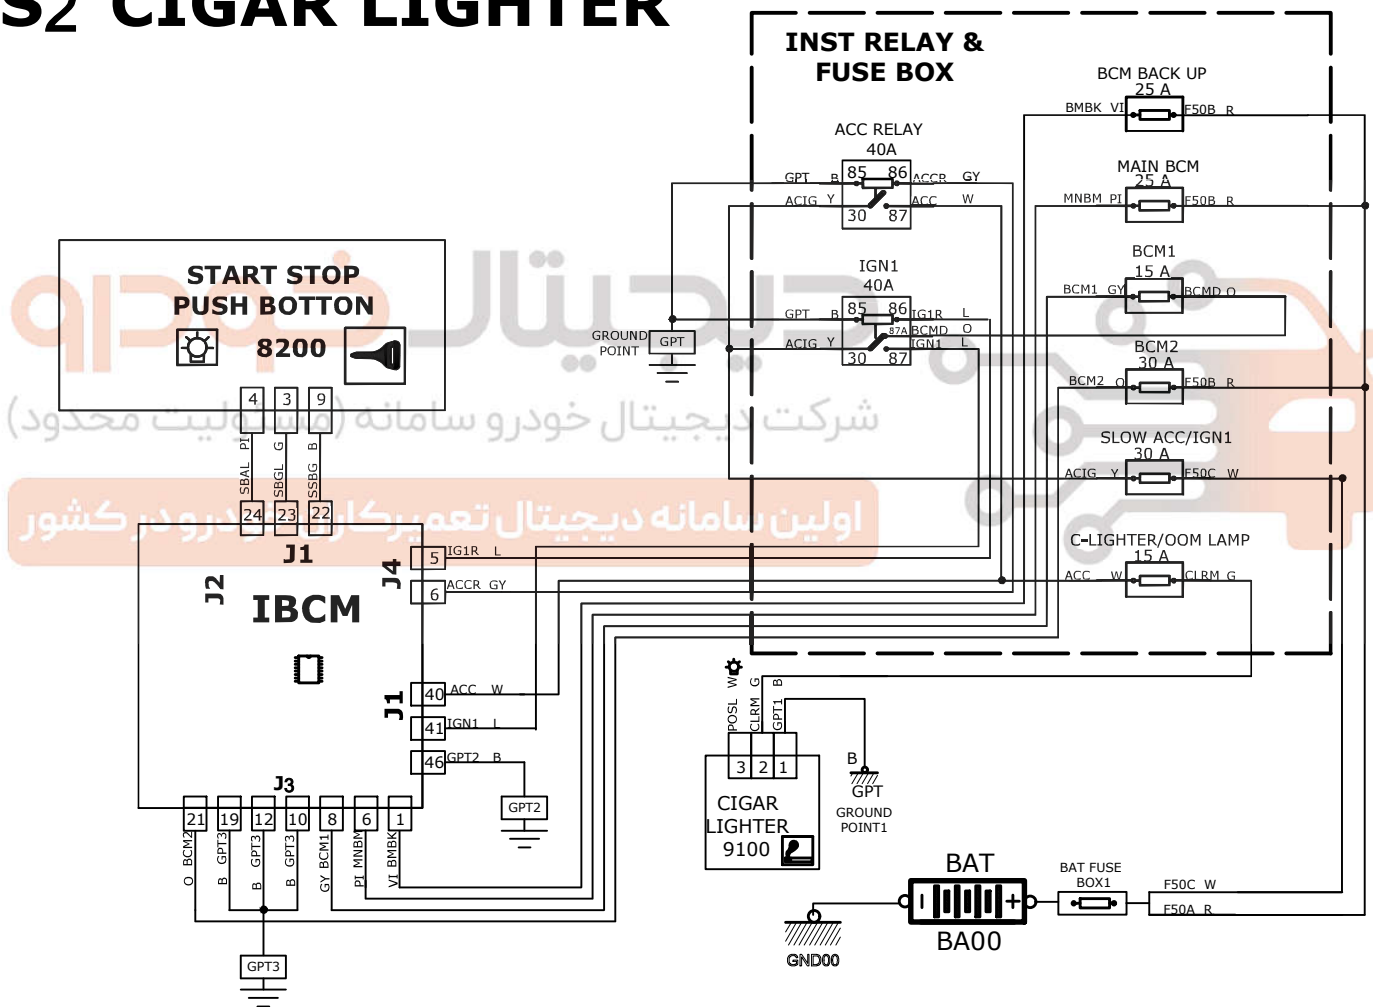 S2 CIGAR LIGHTER
INST RELAY &
FUSE BOX
BCM BACK UP
25 A
BMBK VI
F50B R
ACC RELAY
40A
85 86
GPT B
ACCR GY
ACIG Y
ACC W
30 87
MAIN BCM
25 A
MNBM PI
F50B R
IGN1
40A
85 86
GPT B
IG1R L
87A
BCMD O
ACIG Y
IGN1 L
30 87
GROUND
POINT
GPT
BCM1
15 A
BCM1 GY
BCMD O
BCM2
30 A
BCM2 O
F50B R
SLOW ACC/IGN1
30 A
ACIG Y
F50C W
C-LIGHTER/OOM LAMP
15 A
ACC W
CLRM G
START STOP
PUSH BOTTON
8200
دیجیتال خودرو
شرکت دیجیتال خودرو سامانه (مسئولیت محدود)
اولین سامانه دیجیتال تعمیرکاران خودرو در کشور
4 3 9
SBAL PI
SBGL G
SSBG B
24 23 22
J1
J2
J4
IBCM
5 IG1R L
6 ACCR GY
J1
40 ACC W
41 IGN1 L
46 GPT2 B
GPT2
J3
21 19 12 10 8 6 1
O BCM2
B GPT3
B GPT3
B GPT3
GY BCM1
PI MNBM
VI BMBK
GPT3
POSL W
CLRM G
GPT1 B
3 2 1
CIGAR
LIGHTER
9100
B
GPT
GROUND
POINT1
BAT
BA00
GND00
BAT FUSE
BOX1
F50C W
F50A R